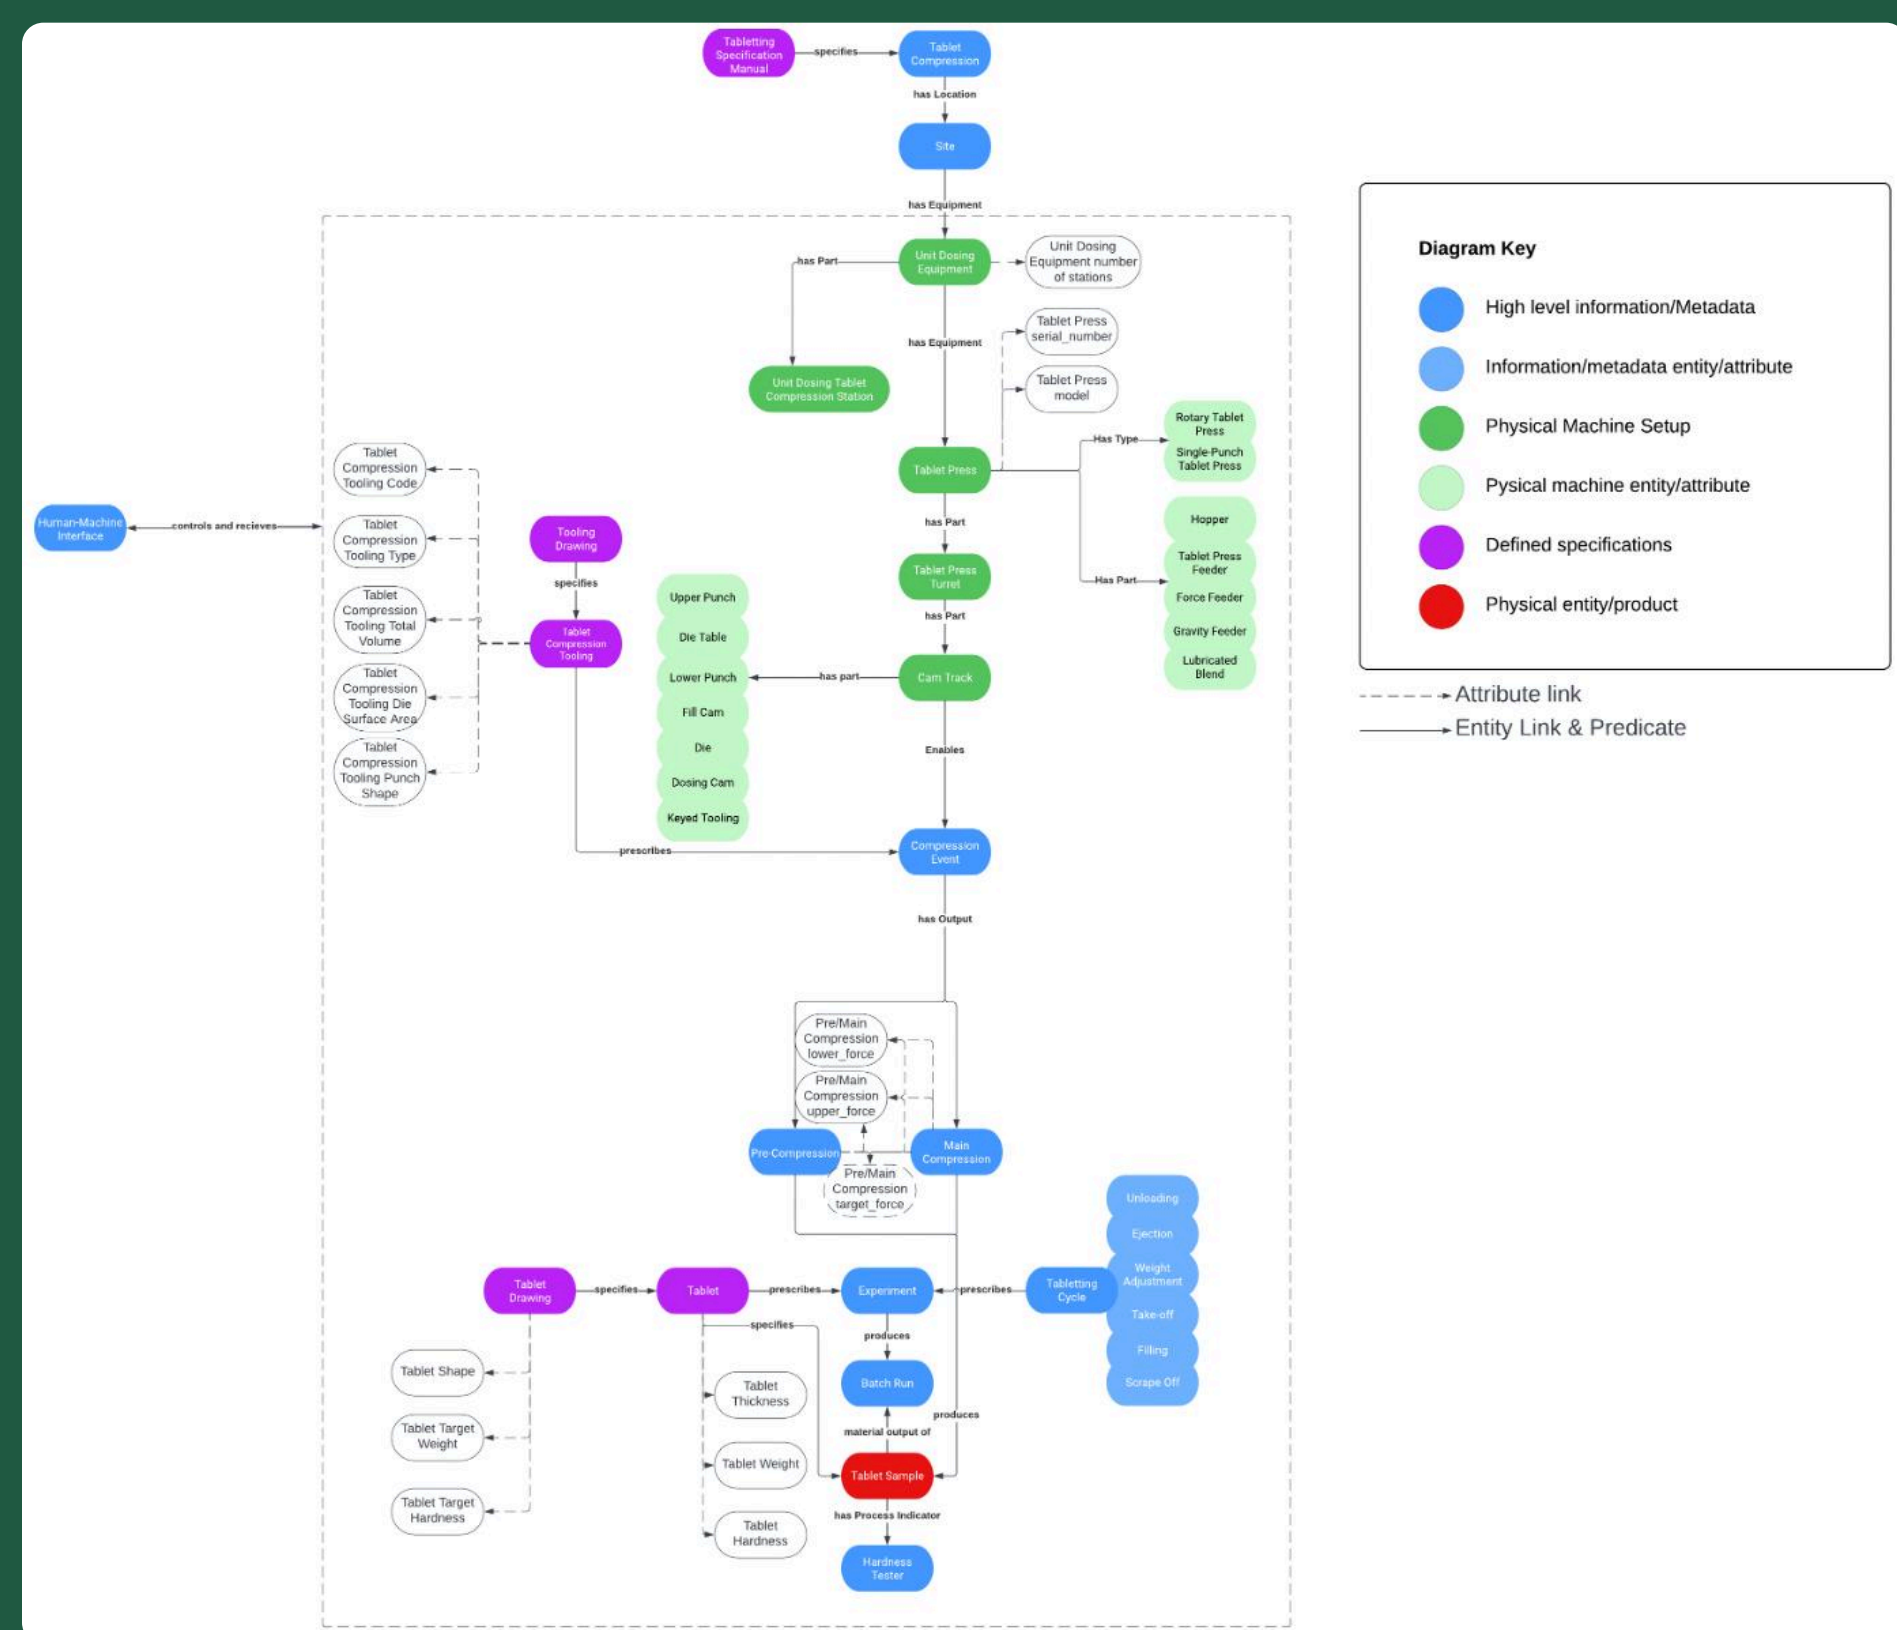 Tabletting
Specification
Manual
specifies
Tablet
Compression
has Location
Site
has Equipment
Unit Dosing
Equipment
has Part
Unit Dosing
Equipment number
of stations
Tablet Press
serial_number
has Equipment
Tablet Press
model
Unit Dosing Tablet
Compression Station
Rotary Tablet
Press
Single-Punch
Tablet Press
Has Type
Tablet Press
Hopper
Tablet Press
Feeder
Force Feeder
Gravity Feeder
Lubricated
Blend
Has Part
has Part
Tablet Press
Turret
has Part
Cam Track
has part
Upper Punch
Die Table
Lower Punch
Fill Cam
Die
Dosing Cam
Keyed Tooling
Human-Machine
Interface
controls and recieves
Tablet
Compression
Tooling Code
Tablet
Compression
Tooling Type
Tablet
Compression
Tooling Total
Volume
Tablet
Compression
Tooling Die
Surface Area
Tablet
Compression
Tooling Punch
Shape
Tooling
Drawing
specifies
Tablet
Compression
Tooling
prescribes
Enables
Compression
Event
has Output
Pre/Main
Compression
lower_force
Pre/Main
Compression
upper_force
Pre-Compression
Main
Compression
Pre/Main
Compression
target_force
Unloading
Ejection
Weight
Adjustment
Take-off
Filling
Scrape Off
Tablet
Drawing
specifies
Tablet
prescribes
Experiment
prescribes
Tabletting
Cycle
specifies
produces
Tablet Shape
Tablet Target
Weight
Tablet Target
Hardness
Tablet
Thickness
Tablet Weight
Tablet
Hardness
Batch Run
produces
material output of
Tablet Sample
has Process Indicator
Hardness
Tester
Diagram Key
High level information/Metadata
Information/metadata entity/attribute
Physical Machine Setup
Pysical machine entity/attribute
Defined specifications
Physical entity/product
Attribute link
Entity Link & Predicate